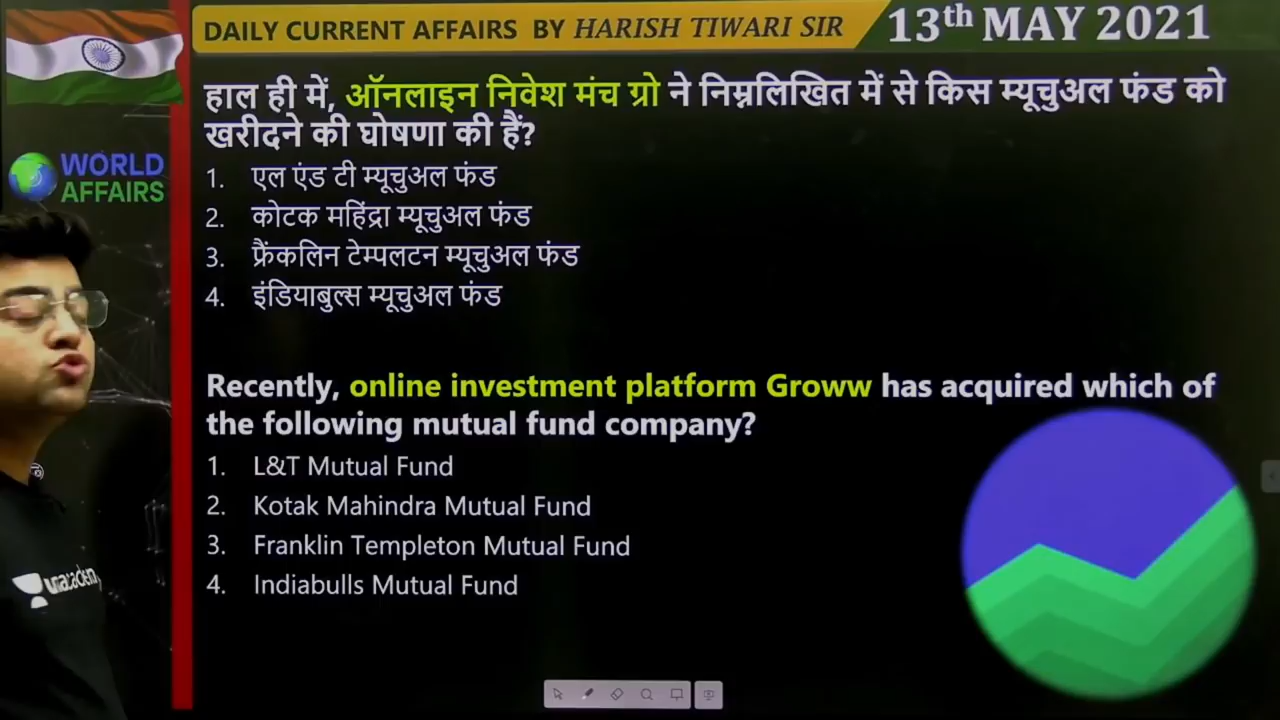 DAILY CURRENT AFFAIRS BY HARISH TIWARI SIR
13th MAY 2021
WORLD
AFFAIRS
हाल ही में, ऑनलाइन निवेश मंच ग्रो ने निम्नलिखित में से किस म्यूचुअल फंड को
खरीदने की घोषणा की हैं?
1. एल एंड टी म्यूचुअल फंड
2. कोटक महिंद्रा म्यूचुअल फंड
3. फ्रैंकलिन टेम्पलटन म्यूचुअल फंड
4. इंडियाबुल्स म्यूचुअल फंड
Recently, online investment platform Groww has acquired which of
the following mutual fund company?
1. L&T Mutual Fund
2. Kotak Mahindra Mutual Fund
3. Franklin Templeton Mutual Fund
4. Indiabulls Mutual Fund